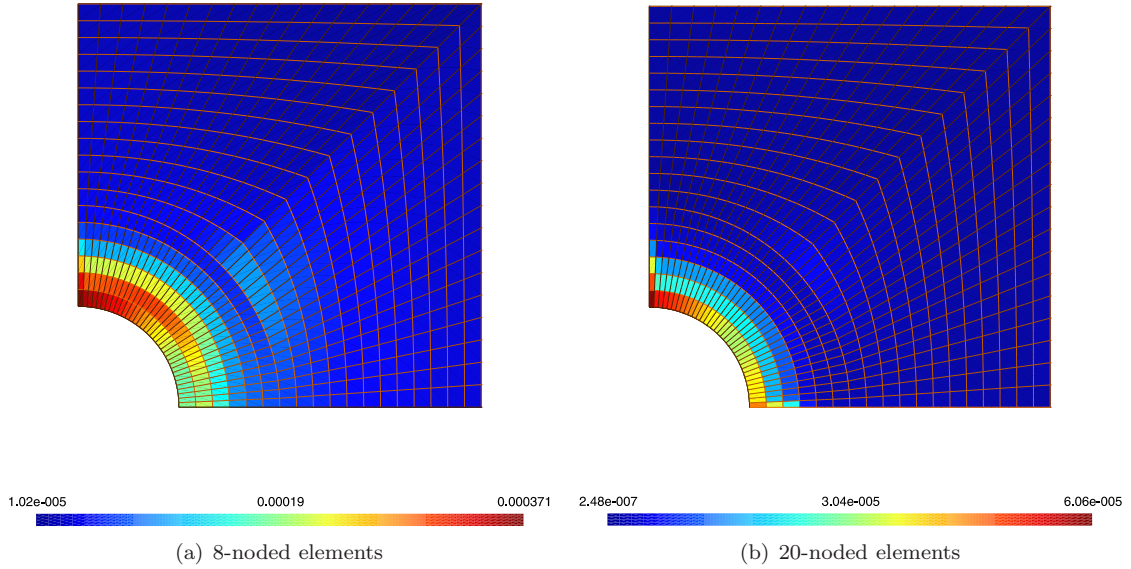 1.02e-005 0.00019 0.000371 2.48e-007 3.04e-005 6.06e-005
(a) 8-noded elements (b) 20-noded elements